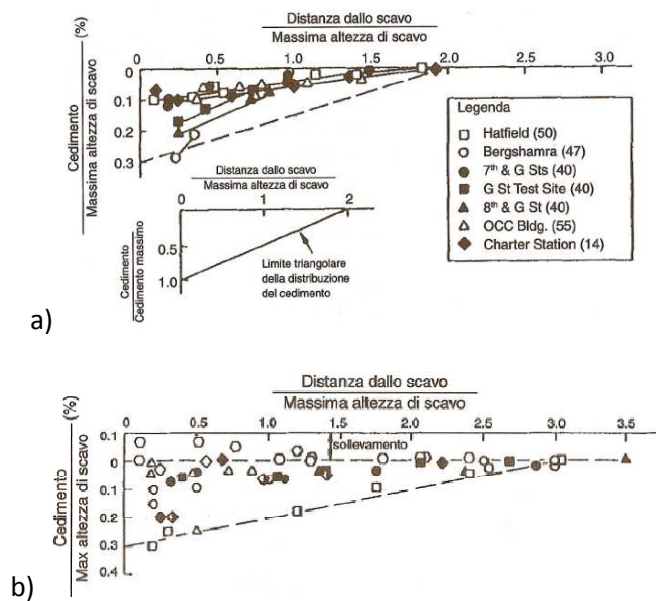 Distanza dallo scavo
Massima altezza di scavo
(%)
0 0.5 1.0 1.5 2.0 2.5 3.0
0
0.1
0.2
0.3
Cedimento
Massima altezza di scavo
Legenda
Hatfield (50)
Bergshamra (47)
7th & G Sts (40)
G St Test Site (40)
8th & G St (40)
OCC Bldg. (55)
Charter Station (14)
Distanza dallo scavo
Massima altezza di scavo
0 1 2
0.5
1.0
Cedimento
Cedimento massimo
Limite triangolare
della distribuzione
del cedimento
a)
Distanza dallo scavo
Massima altezza di scavo
(%)
0 0.5 1.0 1.5 2.0 2.5 3.0 3.5
0.1
0
0.1
0.2
0.3
0.4
sollevamento
Cedimento
Max altezza di scavo
b)